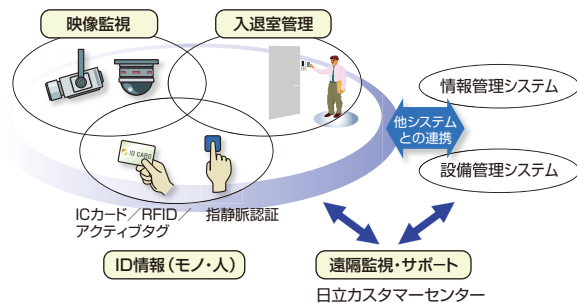 映像監視
入退室管理
情報管理システム
他システム
との連携
設備管理システム
ID CARD
ICカード／RFID／
アクティブタグ
指静脈認証
ID情報（モノ・人）
遠隔監視・サポート
日立カスタマーセンター